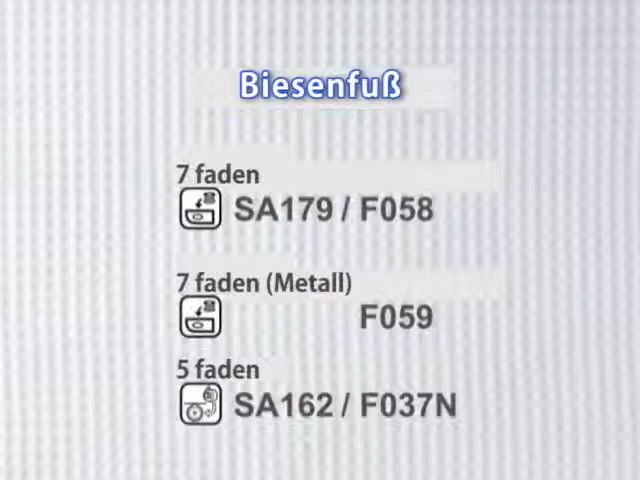 Biesenfuß
7 faden
SA179 / F058
7 faden (Metall)
F059
5 faden
SA162 / F037N